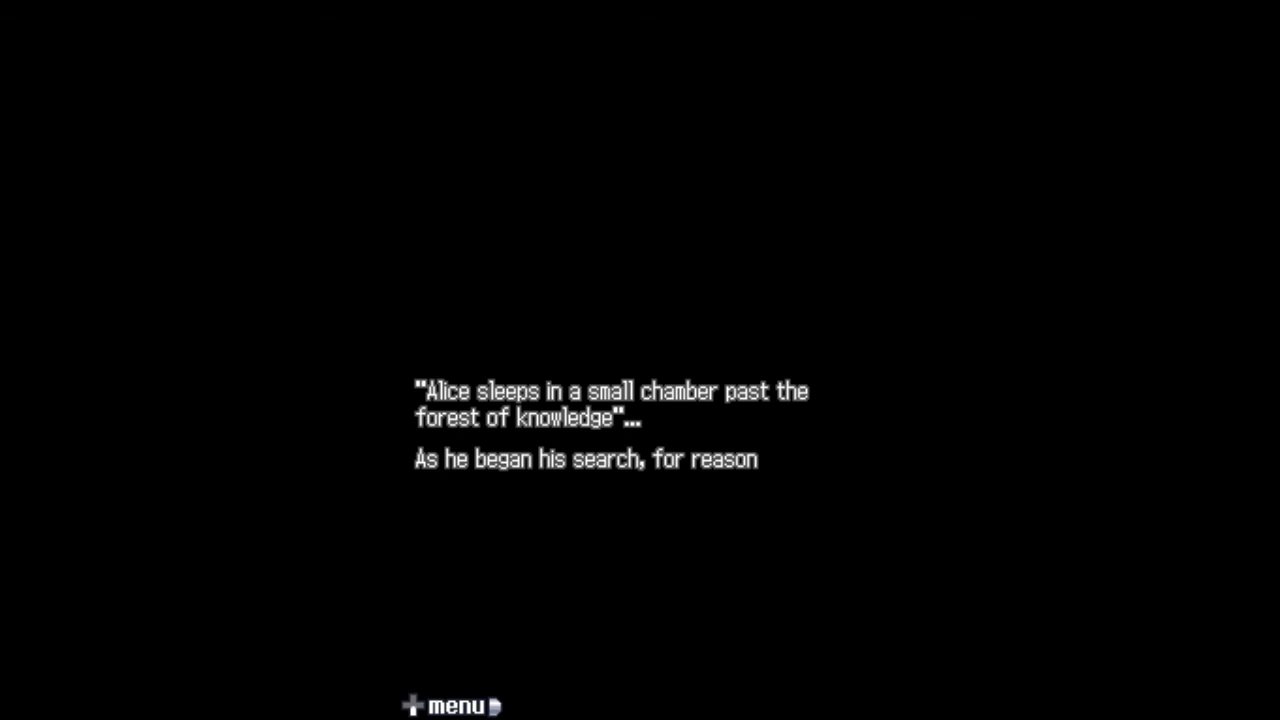 "Alice sleeps in a small chamber past the
forest of knowledge"...
As he began his search, for reason
menu